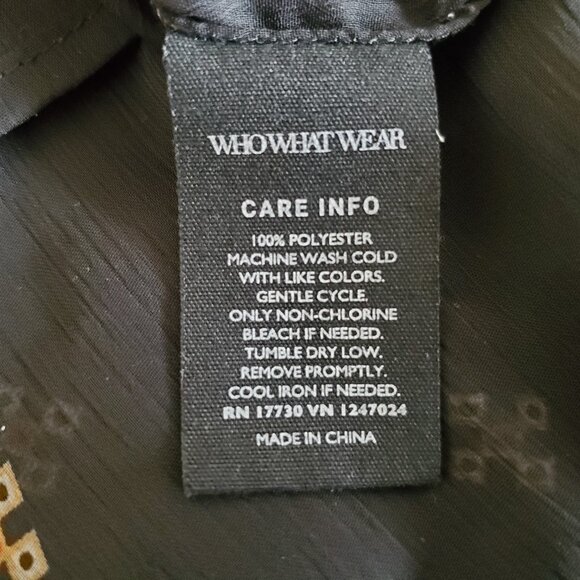 WHO WHAT WEAR
CARE INFO
100% POLYESTER
MACHINE WASH COLD
WITH LIKE COLORS.
GENTLE CYCLE.
ONLY NON-CHLORINE
BLEACH IF NEEDED.
TUMBLE DRY LOW.
REMOVE PROMPTLY.
COOL IRON IF NEEDED.
RN 17730 VN 1247024
MADE IN CHINA